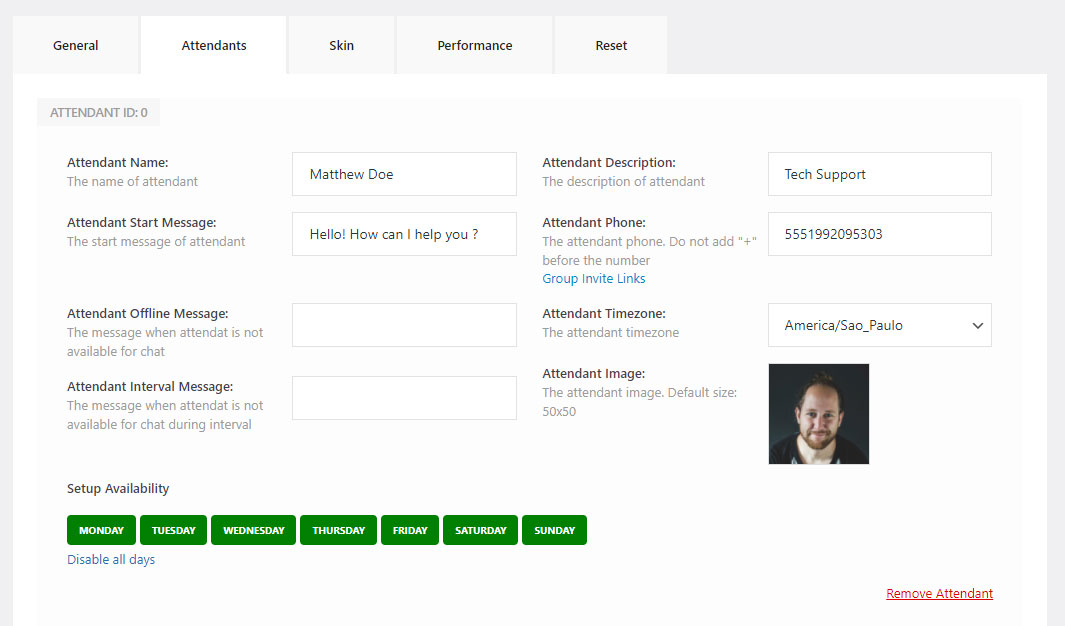 General
Attendants
Skin
Performance
Reset
ATTENDANT ID: 0
Attendant Name:
The name of attendant
Matthew Doe
Attendant Description:
The description of attendant
Tech Support
Attendant Start Message:
The start message of attendant
Hello! How can I help you ?
Attendant Phone:
The attendant phone. Do not add "+"
before the number
Group Invite Links
5551992095303
Attendant Offline Message:
The message when attendat is not
available for chat
Attendant Timezone:
The attendant timezone
America/Sao_Paulo
Attendant Interval Message:
The message when attendat is not
available for chat during interval
Attendant Image:
The attendant image. Default size:
50x50
Setup Availability
MONDAY
TUESDAY
WEDNESDAY
THURSDAY
FRIDAY
SATURDAY
SUNDAY
Disable all days
Remove Attendant